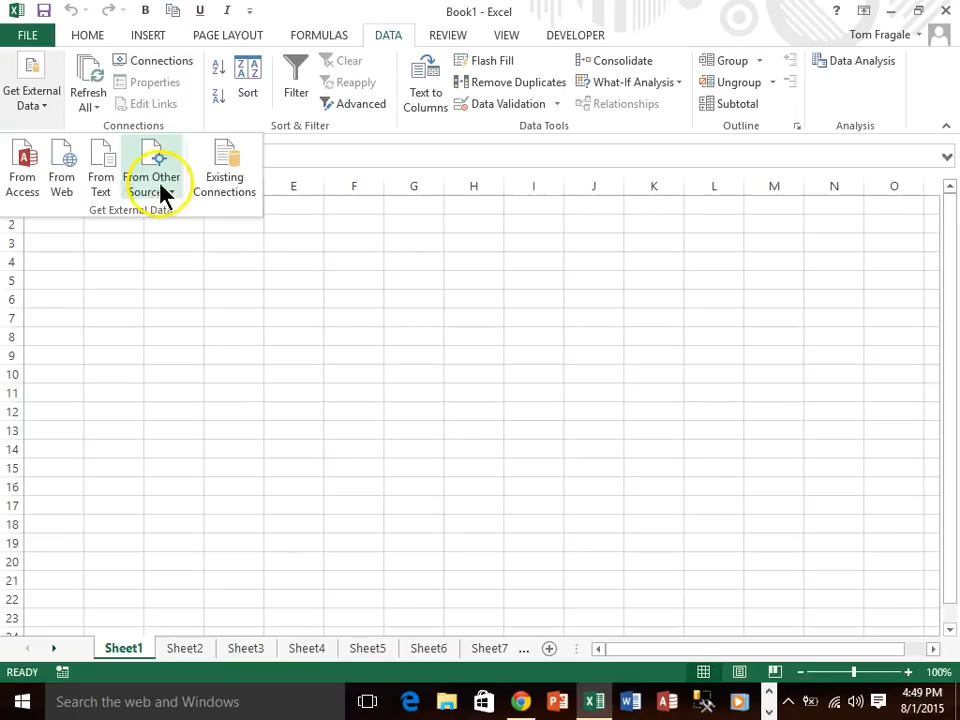 Book1 - Excel
FILE HOME INSERT PAGE LAYOUT FORMULAS DATA REVIEW VIEW DEVELOPER Tom Fragale
Get External Data
Refresh All
Connections
Properties
Edit Links
Connections
Sort
Filter
Clear
Reapply
Advanced
Sort & Filter
Text to Columns
Flash Fill
Remove Duplicates
Data Validation
Consolidate
What-If Analysis
Relationships
Data Tools
Group
Ungroup
Subtotal
Outline
Data Analysis
Analysis
From Access
From Web
From Text
From Other
Existing Connections
Get External Data
E F G H I J K L M N O
2
3
4
5
6
7
8
9
10
11
12
13
14
15
16
17
18
19
20
21
22
23
Sheet1 Sheet2 Sheet3 Sheet4 Sheet5 Sheet6 Sheet7 ...
READY 100%
Search the web and Windows
4:49 PM
8/1/2015